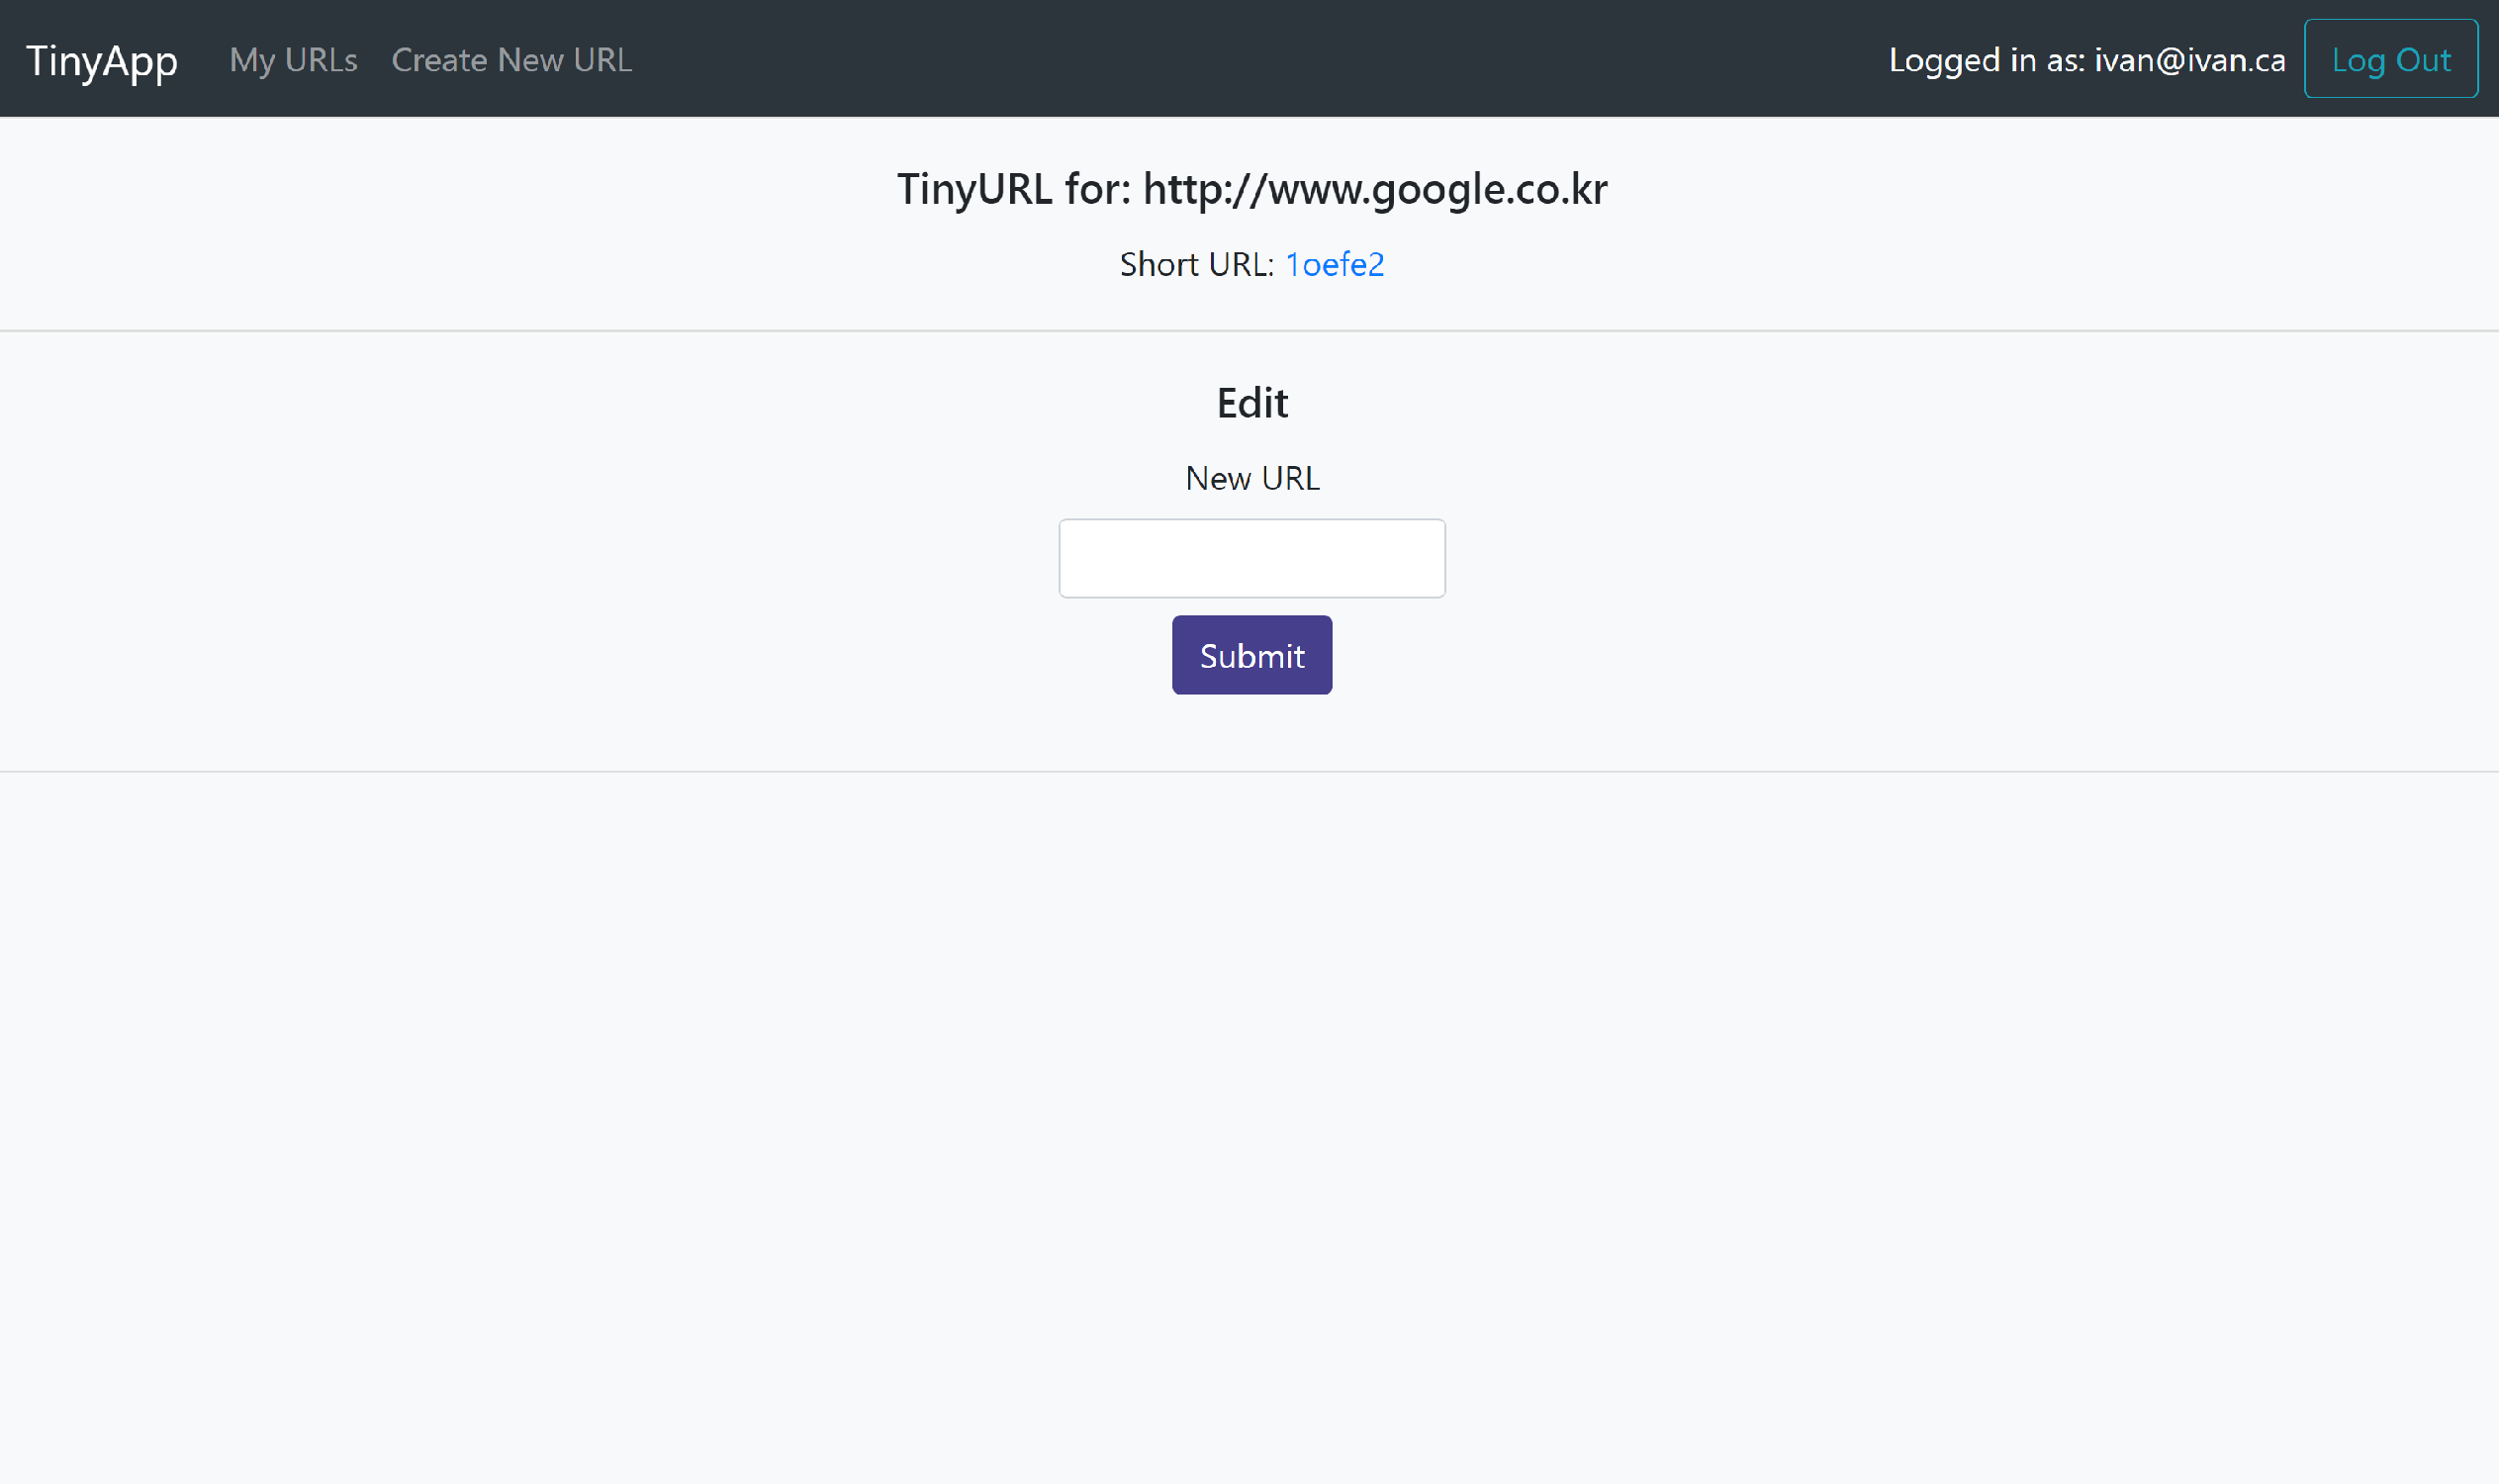 TinyApp My URLs Create New URL Logged in as: ivan@ivan.ca Log Out
TinyURL for: http://www.google.co.kr
Short URL: 1oefe2
Edit
New URL
Submit